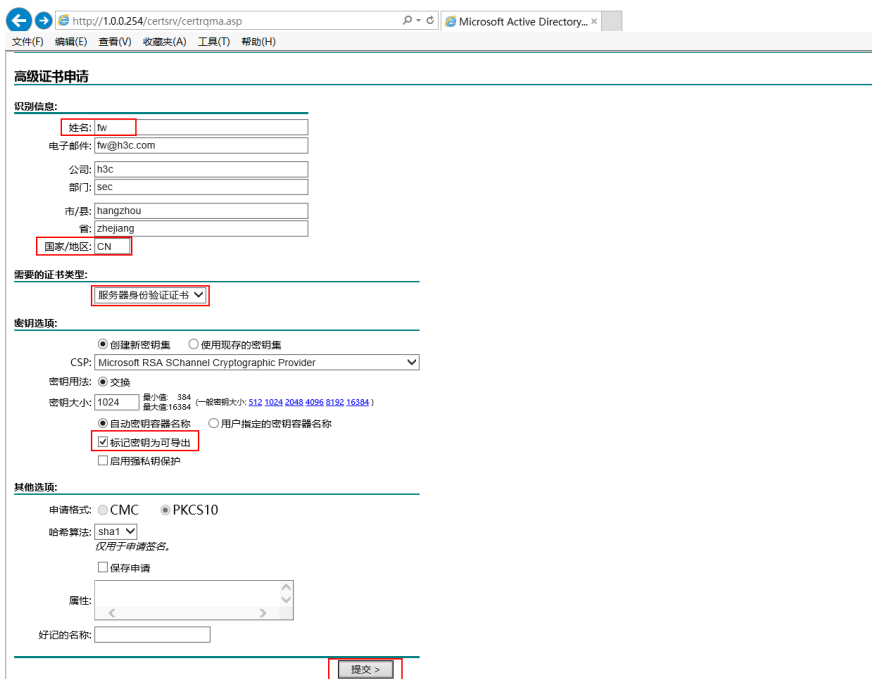 http://1.0.0.254/certsrv/certrqma.asp
Microsoft Active Directory... ×
文件(F) 编辑(E) 查看(V) 收藏夹(A) 工具(T) 帮助(H)
高级证书申请
识别信息:
姓名: fw
电子邮件: fw@h3c.com
公司: h3c
部门: sec
市/县: hangzhou
省: zhejiang
国家/地区: CN
需要的证书类型:
服务器身份验证证书
密钥选项:
创建新密钥集 使用现存的密钥集
CSP: Microsoft RSA SChannel Cryptographic Provider
密钥用法: 交换
密钥大小: 1024 最小值: 384 最大值:16384 (一般密钥大小: 512 1024 2048 4096 8192 16384 )
自动密钥容器名称 用户指定的密钥容器名称
标记密钥为可导出
启用强私钥保护
其他选项:
申请格式: CMC PKCS10
哈希算法: sha1
仅用于申请签名。
保存申请
属性:
好记的名称:
提交 >